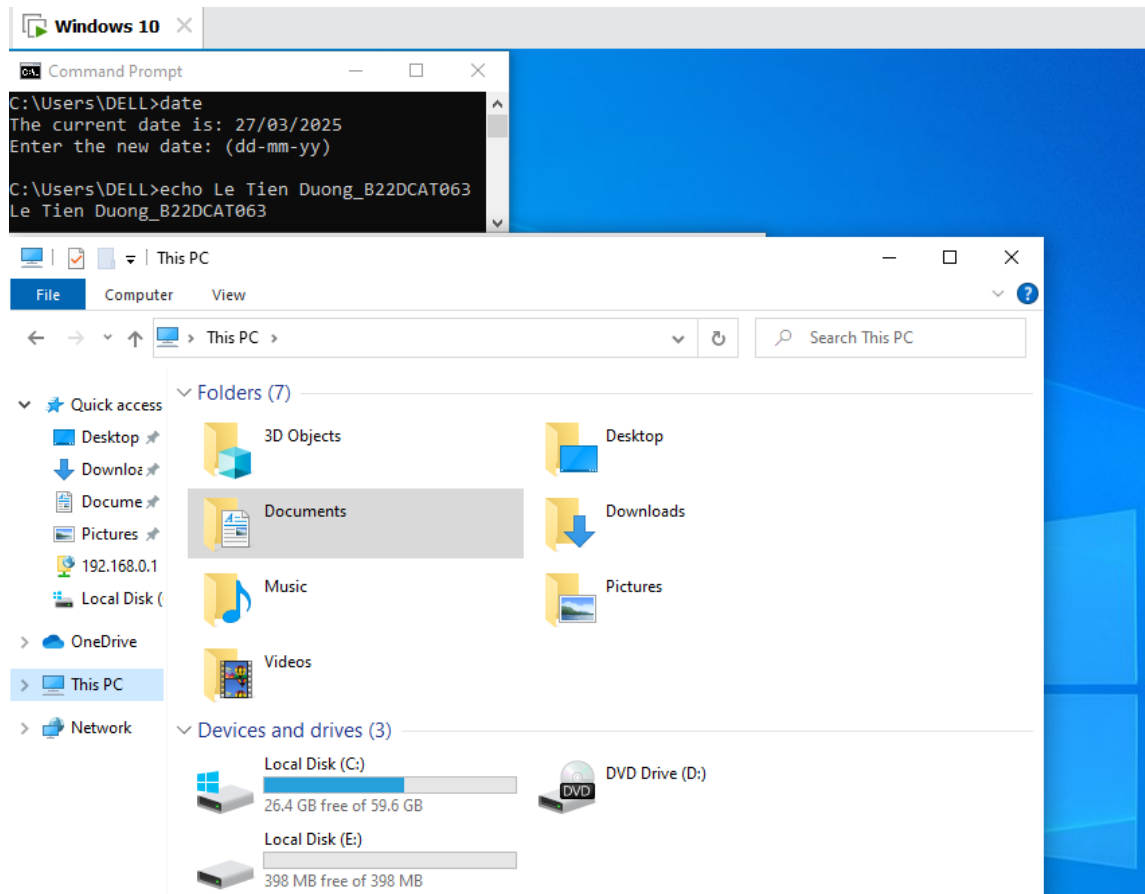 Windows 10
Command Prompt
C:\Users\DELL>date
The current date is: 27/03/2025
Enter the new date: (dd-mm-yy)
C:\Users\DELL>echo Le Tien Duong_B22DCAT063
Le Tien Duong_B22DCAT063
This PC
File Computer View
This PC
Search This PC
Quick access
Desktop
Downloa
Docume
Pictures
192.168.0.1
Local Disk (
OneDrive
This PC
Network
Folders (7)
3D Objects
Desktop
Documents
Downloads
Music
Pictures
Videos
Devices and drives (3)
Local Disk (C:)
26.4 GB free of 59.6 GB
DVD Drive (D:)
DVD
Local Disk (E:)
398 MB free of 398 MB